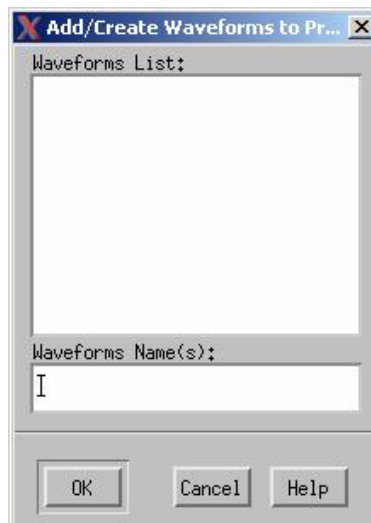 Add/Create Waveforms to Pr...
Waveforms List:
Waveforms Name(s):
OK
Cancel
Help